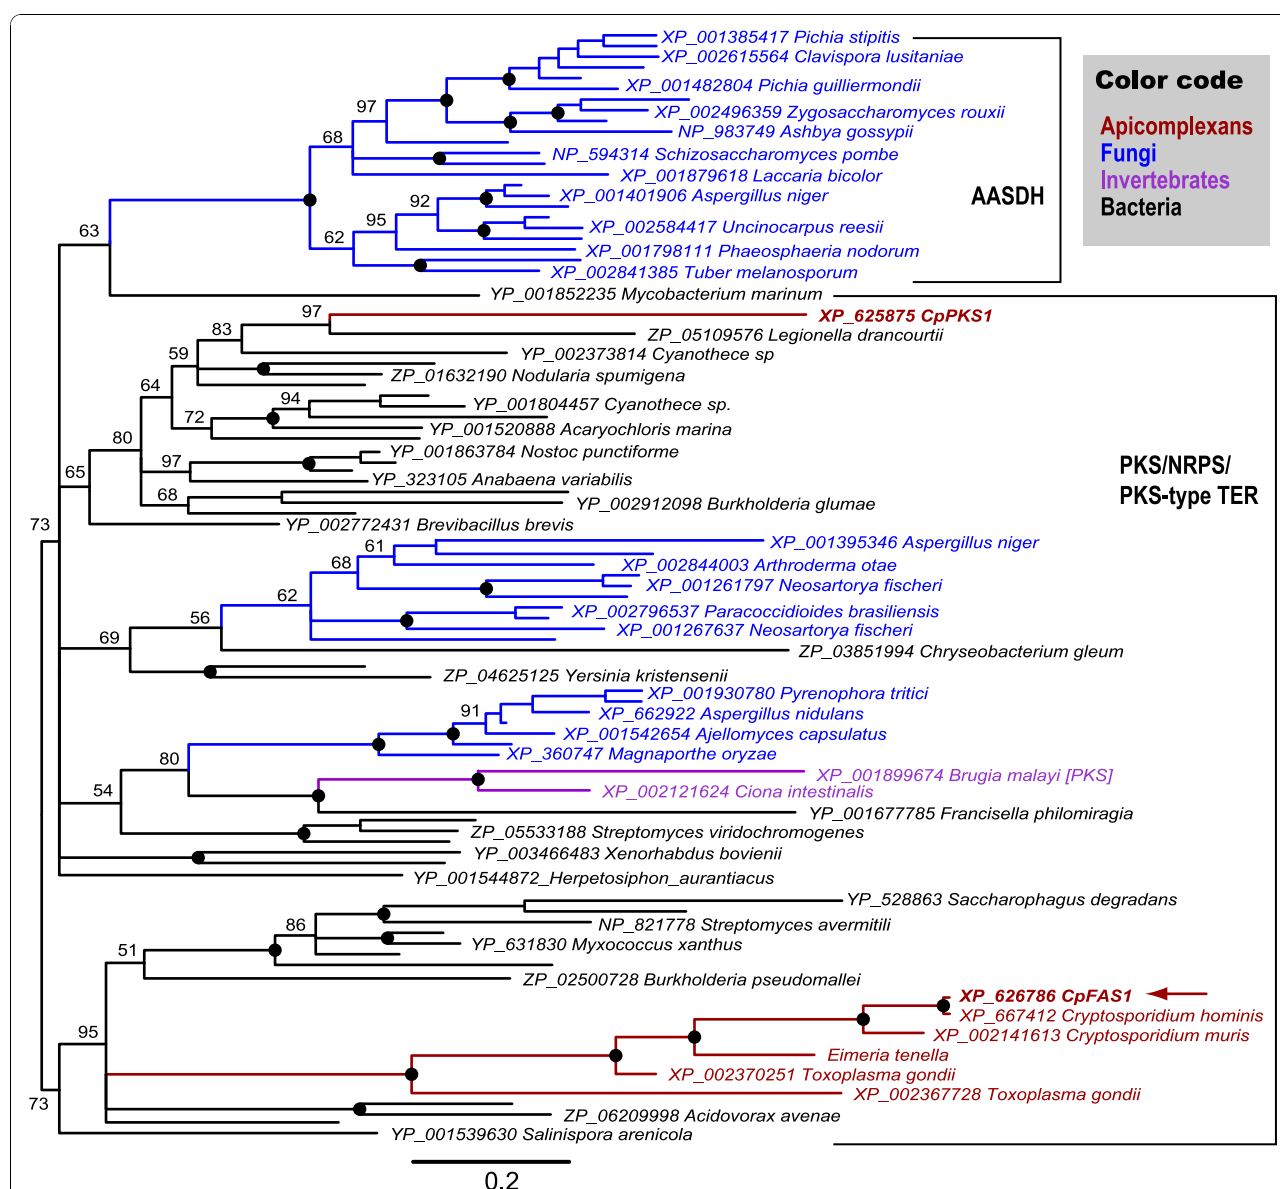 XP_001385417 Pichia stipitis
XP_002615564 Clavispora lusitaniae
XP_001482804 Pichia guilliermondii
97
XP_002496359 Zygosaccharomyces rouxii
NP_983749 Ashbya gossypii
68
NP_594314 Schizosaccharomyces pombe
XP_001879618 Laccaria bicolor
XP_001401906 Aspergillus niger
92
95
XP_002584417 Uncinocarpus reesii
62
XP_001798111 Phaeosphaeria nodorum
XP_002841385 Tuber melanosporum
63
AASDH
Color code
Apicomplexans
Fungi
Invertebrates
Bacteria
YP_001852235 Mycobacterium marinum
97
XP_625875 CpPKS1
83
ZP_05109576 Legionella drancourtii
59
YP_002373814 Cyanothece sp
ZP_01632190 Nodularia spumigena
64
94
YP_001804457 Cyanothece sp.
72
YP_001520888 Acaryochloris marina
80
YP_001863784 Nostoc punctiforme
97
YP_323105 Anabaena variabilis
65
68
YP_002912098 Burkholderia glumae
YP_002772431 Brevibacillus brevis
PKS/NRPS/
PKS-type TER
73
61
XP_001395346 Aspergillus niger
68
XP_002844003 Arthroderma otae
XP_001261797 Neosartorya fischeri
62
XP_002796537 Paracoccidioides brasiliensis
56
XP_001267637 Neosartorya fischeri
69
ZP_03851994 Chryseobacterium gleum
ZP_04625125 Yersinia kristensenii
XP_001930780 Pyrenophora tritici
91
XP_662922 Aspergillus nidulans
XP_001542654 Ajellomyces capsulatus
80
XP_360747 Magnaporthe oryzae
XP_001899674 Brugia malayi [PKS]
54
XP_002121624 Ciona intestinalis
YP_001677785 Francisella philomiragia
ZP_05533188 Streptomyces viridochromogenes
YP_003466483 Xenorhabdus bovienii
YP_001544872_Herpetosiphon_aurantiacus
YP_528863 Saccharophagus degradans
86
NP_821778 Streptomyces avermitili
51
YP_631830 Myxococcus xanthus
ZP_02500728 Burkholderia pseudomallei
XP_626786 CpFAS1
XP_667412 Cryptosporidium hominis
95
XP_002141613 Cryptosporidium muris
Eimeria tenella
XP_002370251 Toxoplasma gondii
XP_002367728 Toxoplasma gondii
73
ZP_06209998 Acidovorax avenae
YP_001539630 Salinispora arenicola
0.2